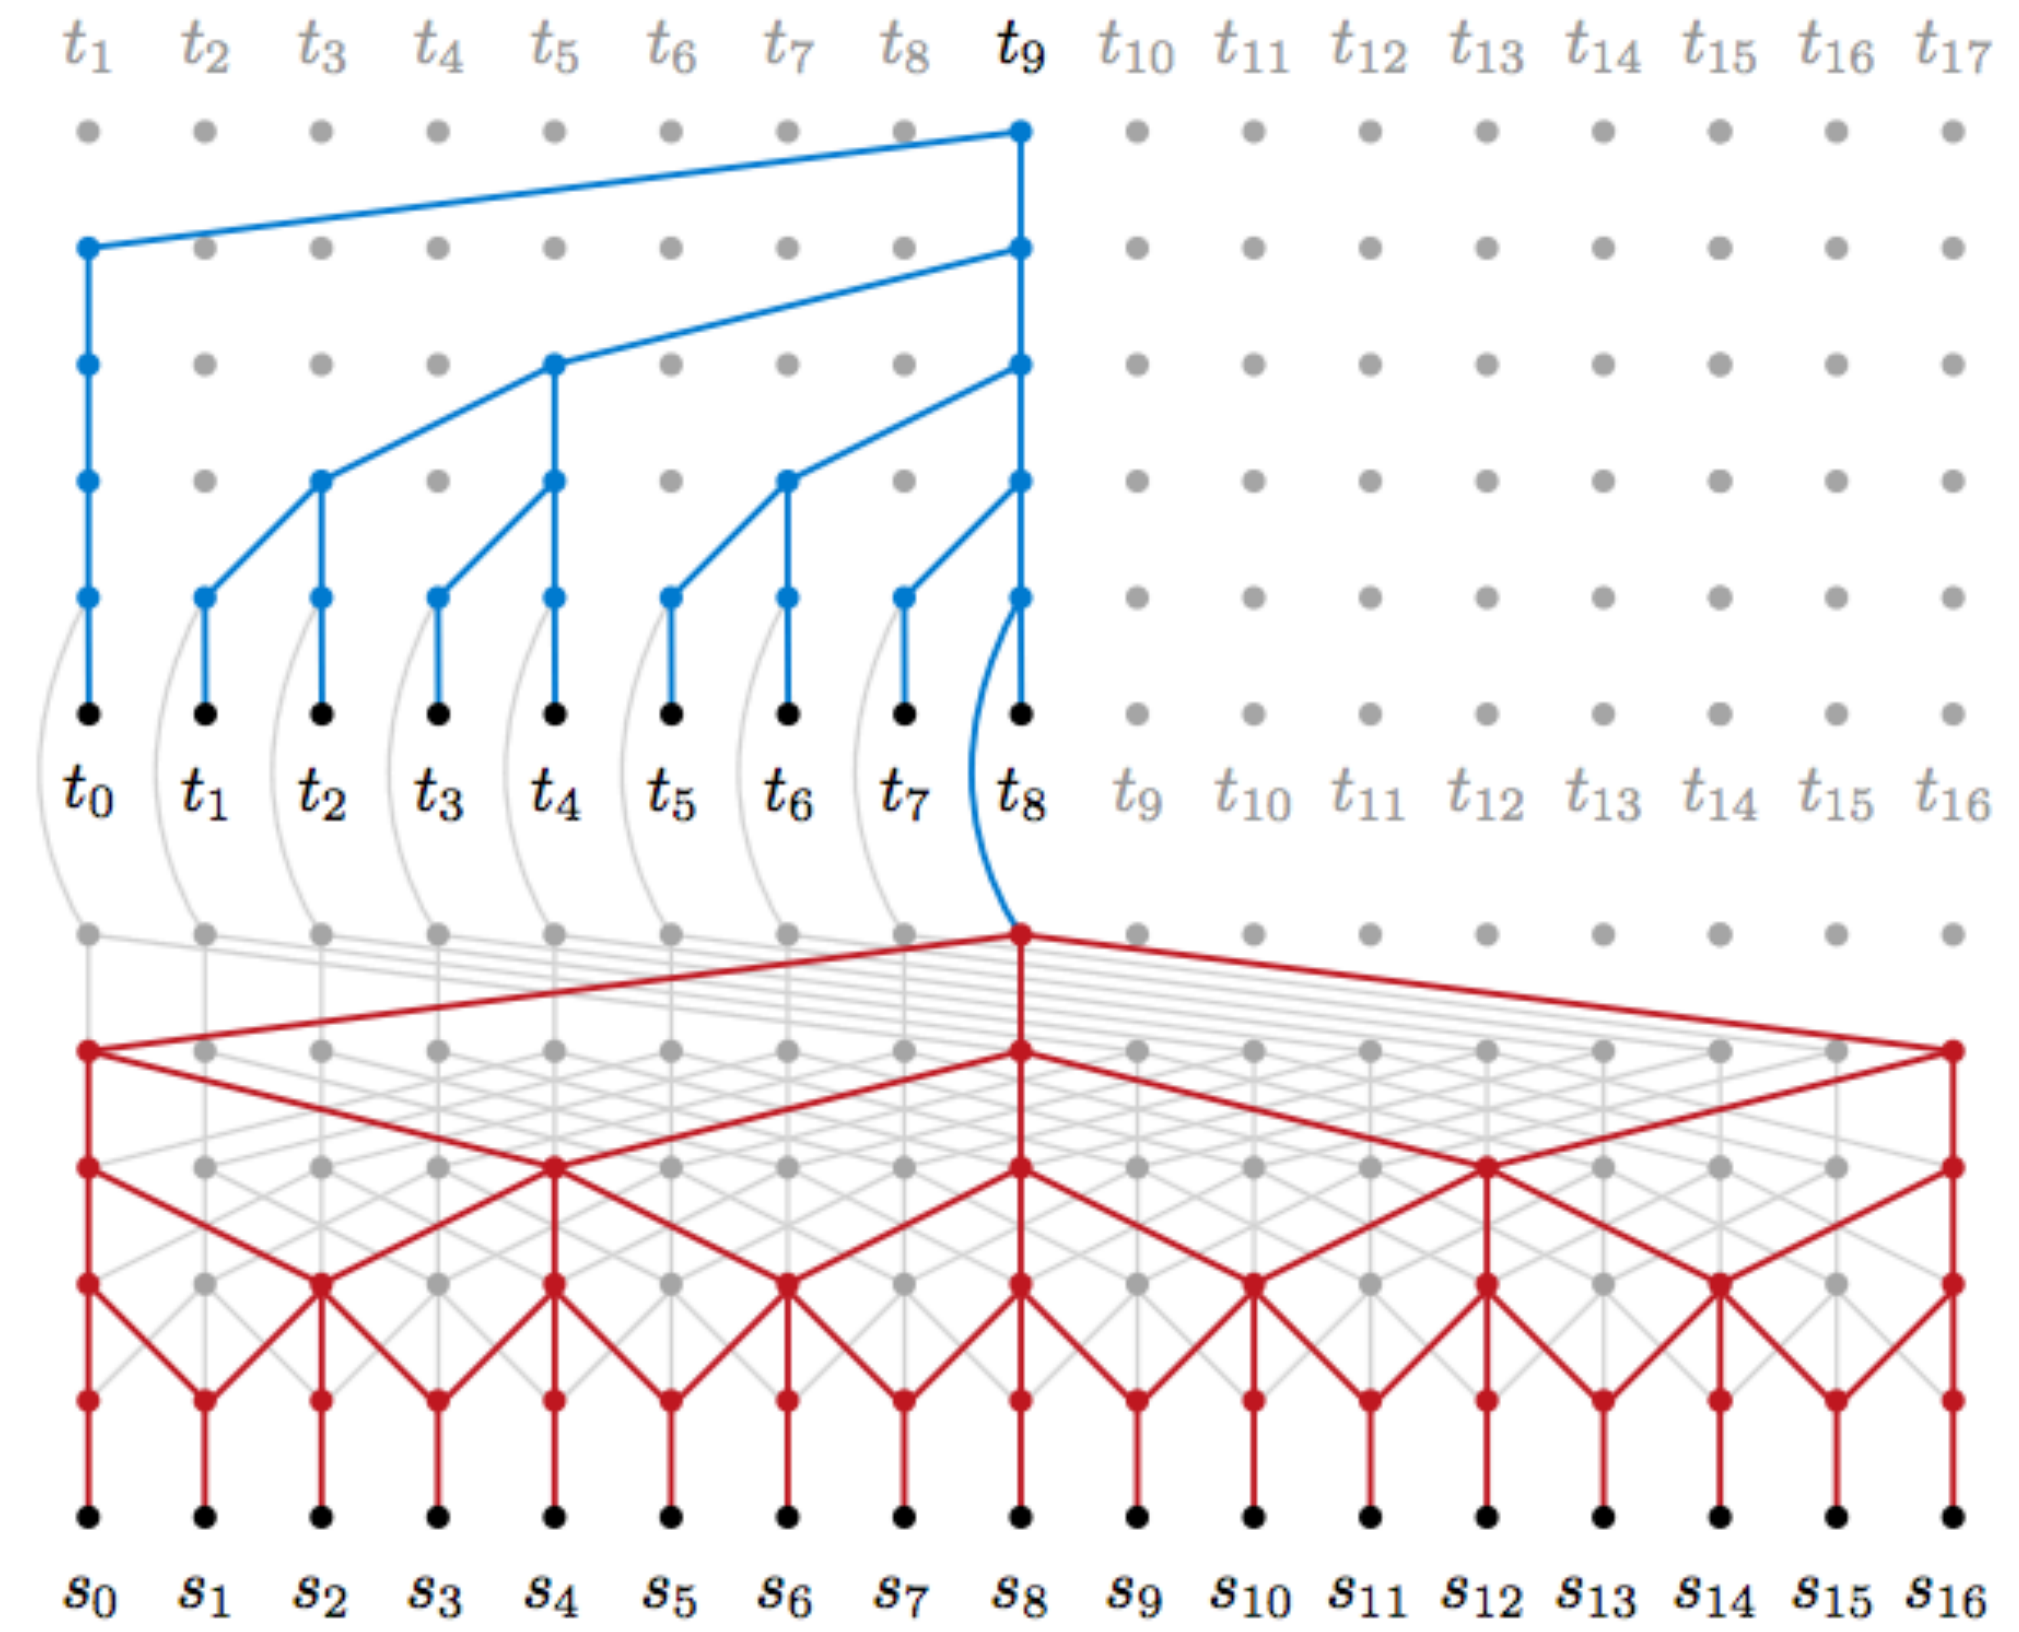 t₁ t₂ t₃ t₄ t₅ t₆ t₇ t₈ t₉ t₁₀ t₁₁ t₁₂ t₁₃ t₁₄ t₁₅ t₁₆ t₁₇
t₀ t₁ t₂ t₃ t₄ t₅ t₆ t₇ t₈ t₉ t₁₀ t₁₁ t₁₂ t₁₃ t₁₄ t₁₅ t₁₆
s₀ s₁ s₂ s₃ s₄ s₅ s₆ s₇ s₈ s₉ s₁₀ s₁₁ s₁₂ s₁₃ s₁₄ s₁₅ s₁₆